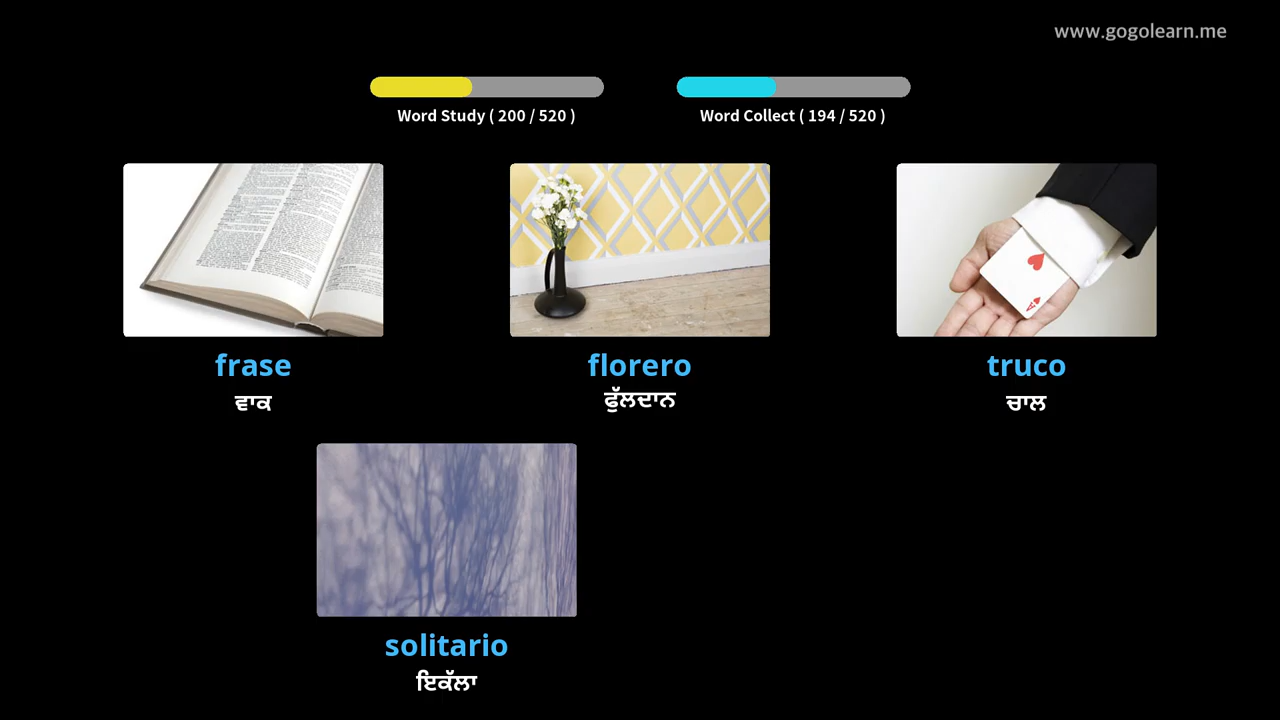 www.gogolearn.me
Word Study ( 200 / 520 )
Word Collect ( 194 / 520 )
frase
ਵਾਕ
florero
ਫੁੱਲਦਾਨ
truco
ਚਾਲ
solitario
ਇਕੱਲਾ